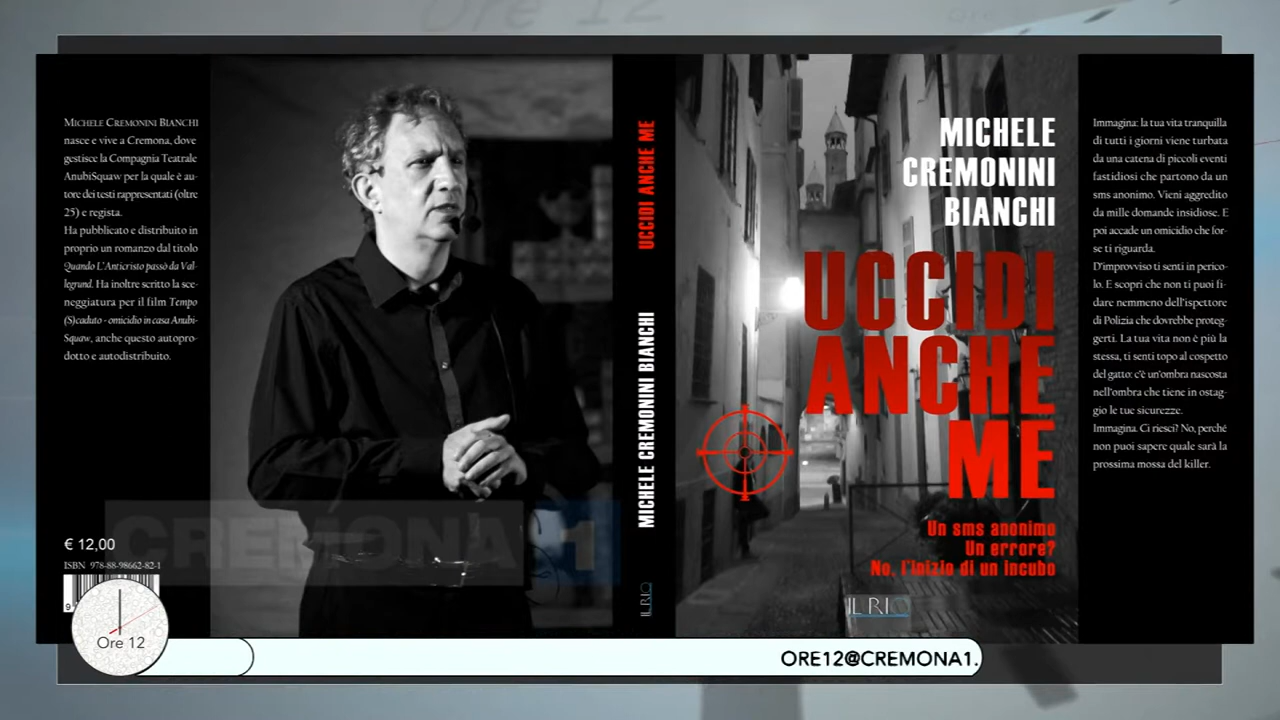 Ore 12
MICHELE CREMONINI BIANCHI
nasce e vive a Cremona, dove
gestisce la Compagnia Teatrale
AnubiSquaw per la quale è au-
tore dei testi rappresentati (oltre
25) e regista.
Ha pubblicato e distribuito in
proprio un romanzo dal titolo
Quando L'Anticristo passò da Val-
legrund. Ha inoltre scritto la sce-
neggiatura per il film Tempo
(S)caduto - omicidio in casa Anubi-
Squaw, anche questo autopro-
dotto e autodistribuito.
€ 12,00
ISBN 978-88-98662-82-1
9
CREMONA 1
UCCIDI ANCHE ME
MICHELE CREMONINI BIANCHI
IL RIO
MICHELE
CREMONINI
BIANCHI
UCCIDI
ANCHE
ME
Un sms anonimo
Un errore?
No, l'inizio di un incubo
IL RIO
Immagina: la tua vita tranquilla
di tutti i giorni viene turbata
da una catena di piccoli eventi
fastidiosi che partono da un
sms anonimo. Vieni aggredito
da mille domande insidiose. E
poi accade un omicidio che for-
se ti riguarda.
D'improvviso ti senti in perico-
lo. E scopri che non ti puoi fi-
dare nemmeno dell'ispettore
di Polizia che dovrebbe proteg-
gerti. La tua vita non è più la
stessa, ti senti topo al cospetto
del gatto: c'è un'ombra nascosta
nell'ombra che tiene in ostag-
gio le tue sicurezze.
Immagina. Ci riesci? No, perché
non puoi sapere quale sarà la
prossima mossa del killer.
Ore 12
ORE12@CREMONA1.